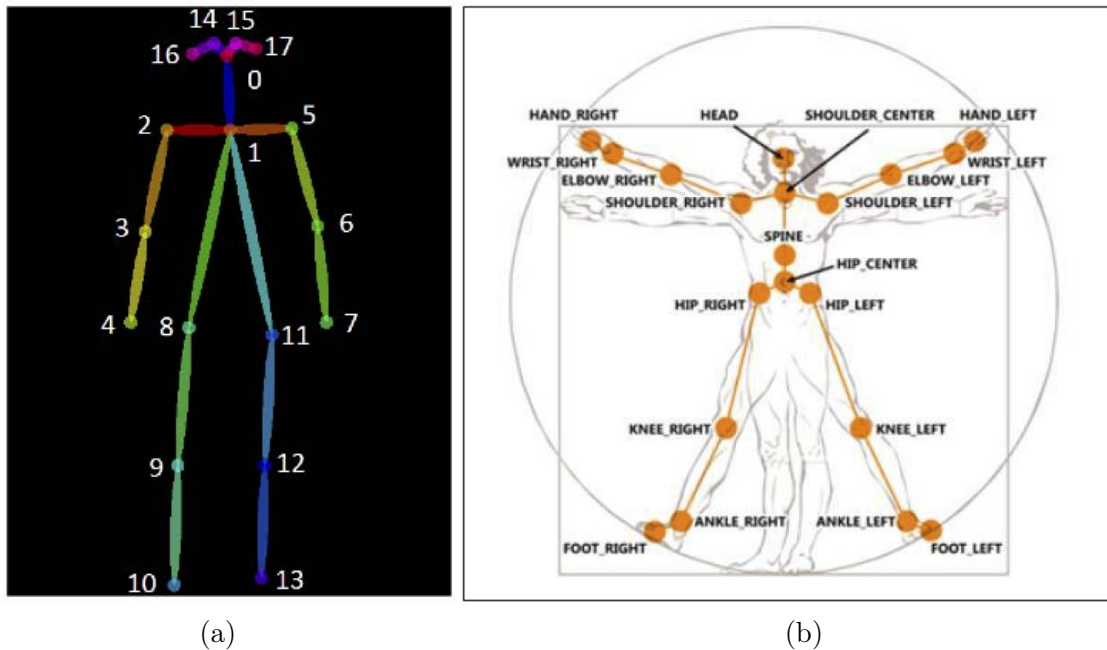 14 15
16 17
0
2 5
1
3 6
4 8 11 7
9 12
10 13
(a)
HAND_RIGHT HEAD SHOULDER_CENTER HAND_LEFT
WRIST_RIGHT WRIST_LEFT
ELBOW_RIGHT ELBOW_LEFT
SHOULDER_RIGHT SHOULDER_LEFT
SPINE
HIP_CENTER
HIP_RIGHT HIP_LEFT
KNEE_RIGHT KNEE_LEFT
ANKLE_RIGHT ANKLE_LEFT
FOOT_RIGHT FOOT_LEFT
(b)